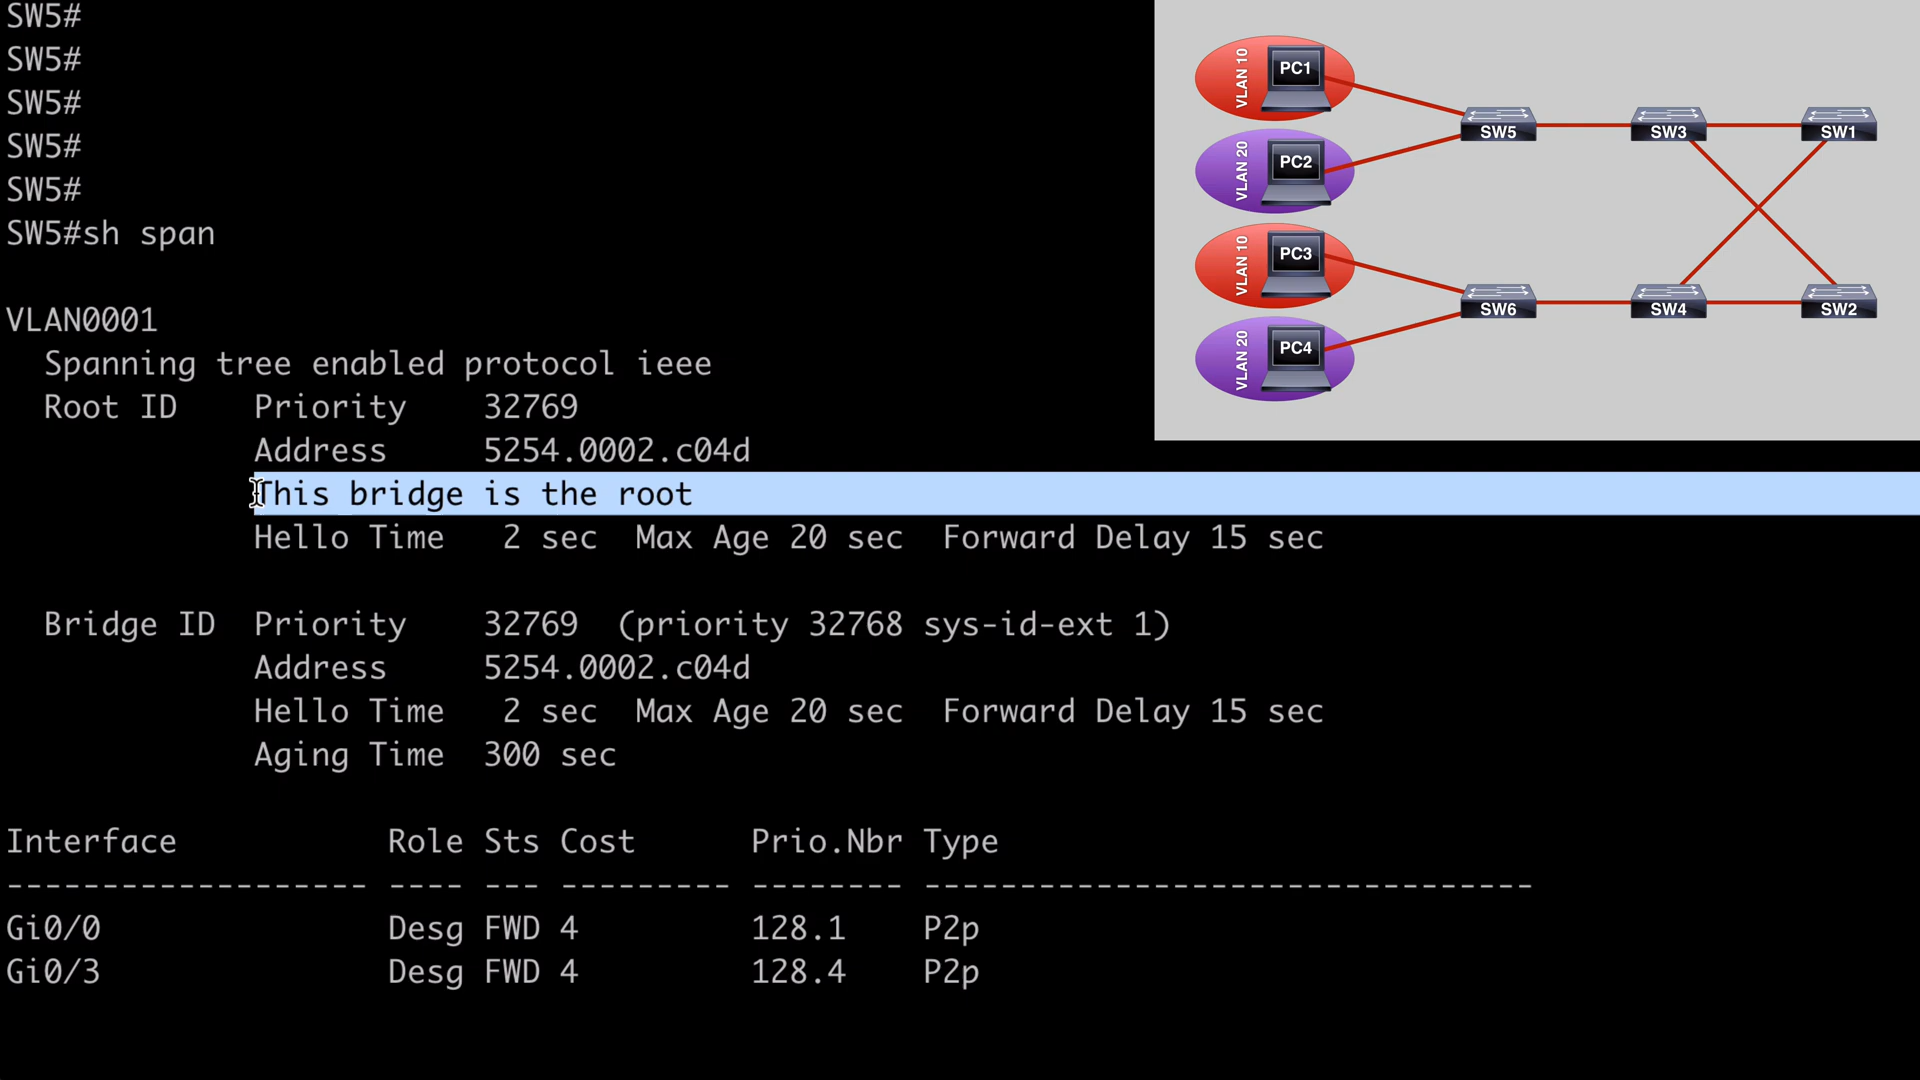 SW5#
SW5#
SW5#
SW5#
SW5#
SW5#sh span
VLAN0001
Spanning tree enabled protocol ieee
Root ID Priority 32769
Address 5254.0002.c04d
This bridge is the root
Hello Time 2 sec Max Age 20 sec Forward Delay 15 sec
Bridge ID Priority 32769 (priority 32768 sys-id-ext 1)
Address 5254.0002.c04d
Hello Time 2 sec Max Age 20 sec Forward Delay 15 sec
Aging Time 300 sec
Interface Role Sts Cost Prio.Nbr Type
------------------- ---- --- --------- -------- --------------------------------
Gi0/0 Desg FWD 4 128.1 P2p
Gi0/3 Desg FWD 4 128.4 P2p
VLAN 10 PC1
SW5 SW3 SW1
VLAN 20 PC2
VLAN 10 PC3
SW6 SW4 SW2
VLAN 20 PC4